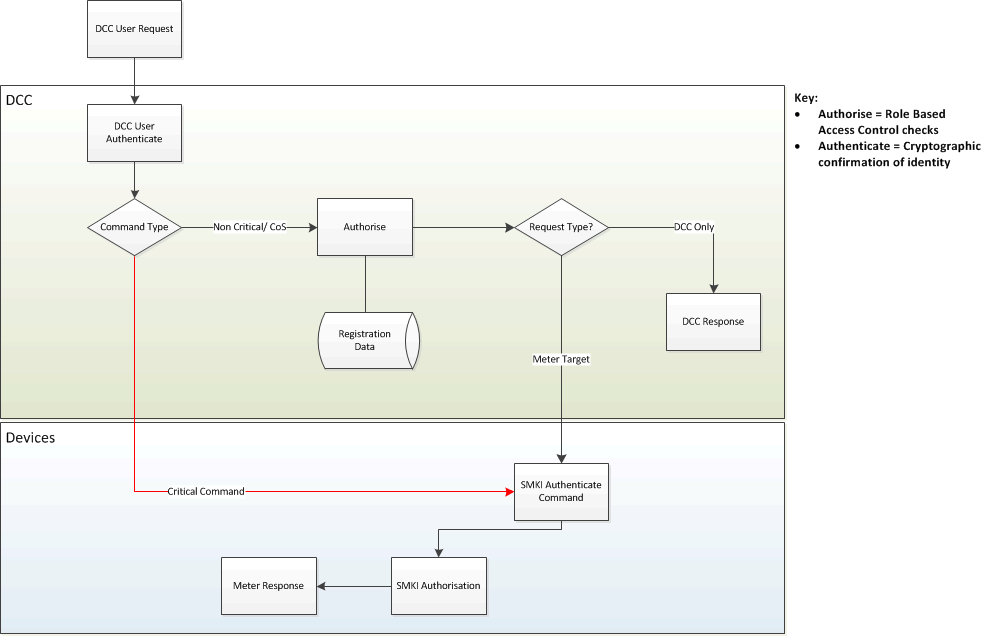 DCC User Request
DCC
Key:
• Authorise = Role Based
Access Control checks
• Authenticate = Cryptographic
confirmation of identity
DCC User
Authenticate
Command Type
Non Critical/ CoS
Authorise
Request Type?
DCC Only
Registration
Data
DCC Response
Meter Target
Devices
Critical Command
SMKI Authenticate
Command
Meter Response
SMKI Authorisation